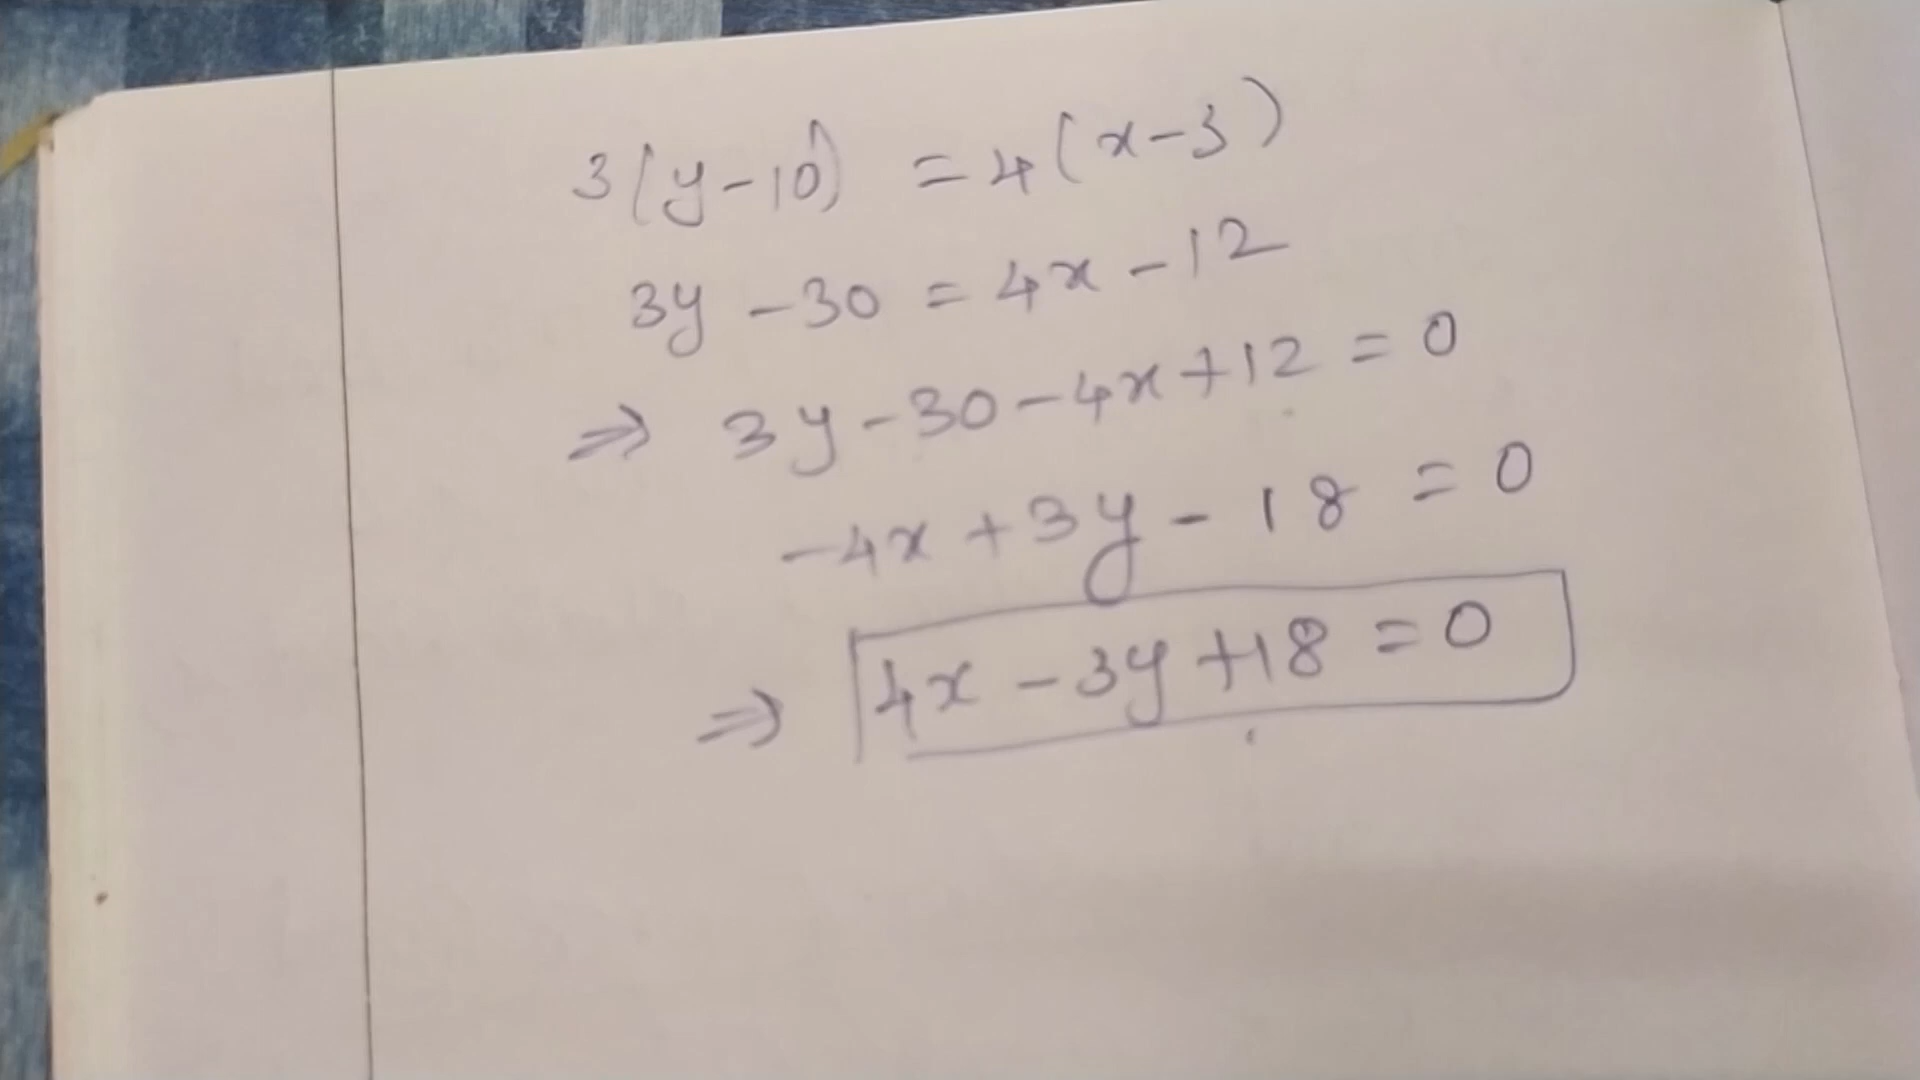 3(y-10) = 4(x-3)
3y - 30 = 4x - 12
⇒ 3y - 30 - 4x + 12 = 0
-4x + 3y - 18 = 0
⇒ 4x - 3y + 18 = 0